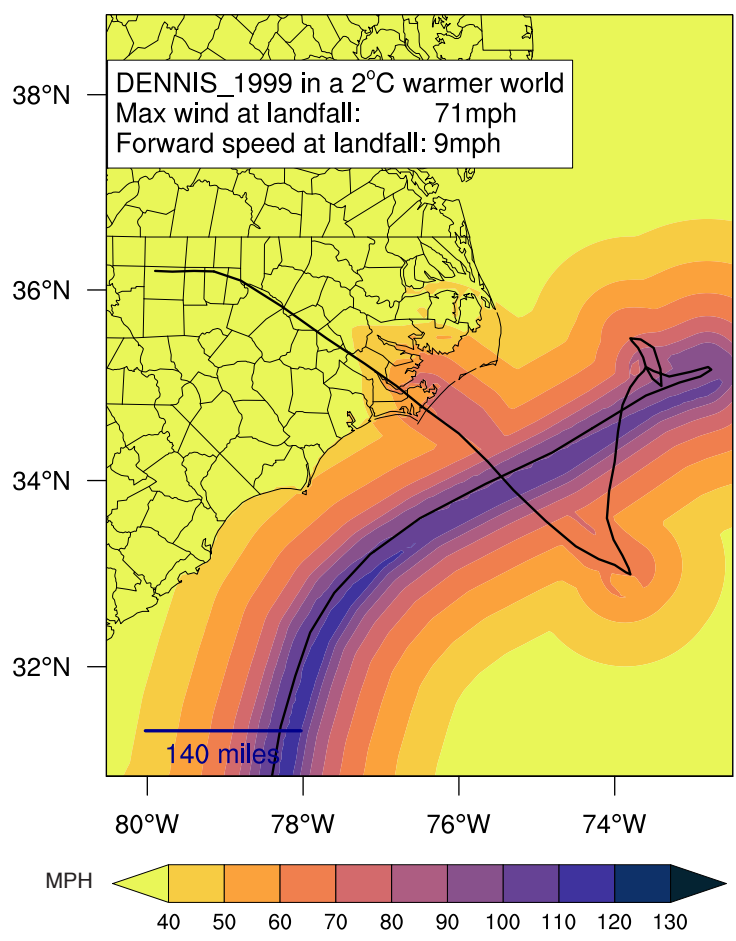 DENNIS_1999 in a 2°C warmer world
Max wind at landfall: 71mph
Forward speed at landfall: 9mph
38°N
36°N
34°N
32°N
140 miles
80°W 78°W 76°W 74°W
MPH
40 50 60 70 80 90 100 110 120 130